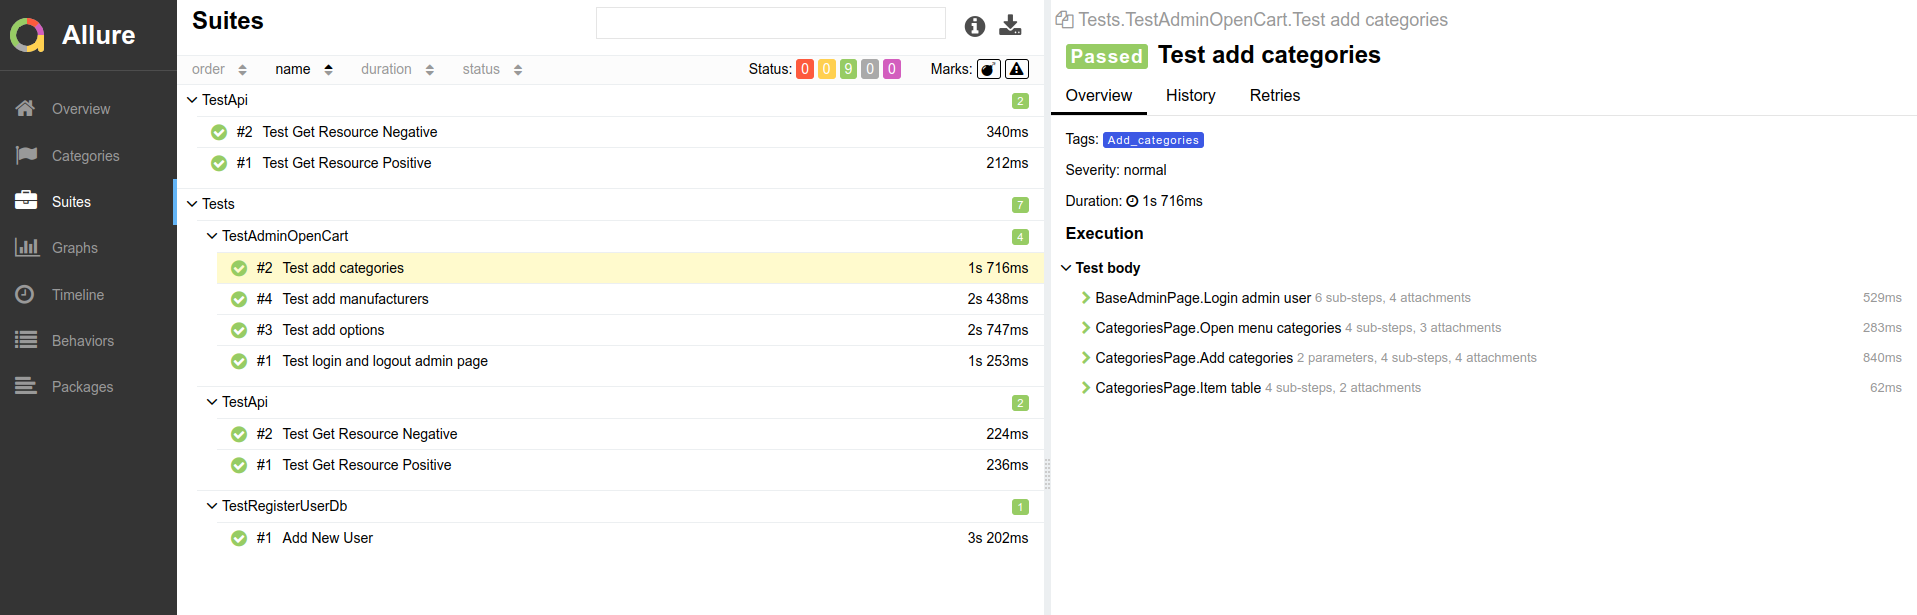 Allure
Overview
Categories
Suites
Graphs
Timeline
Behaviors
Packages
Suites
order name duration status Status: 0 0 9 0 0 Marks:
TestApi 2
#2 Test Get Resource Negative 340ms
#1 Test Get Resource Positive 212ms
Tests 7
TestAdminOpenCart 4
#2 Test add categories 1s 716ms
#4 Test add manufacturers 2s 438ms
#3 Test add options 2s 747ms
#1 Test login and logout admin page 1s 253ms
TestApi 2
#2 Test Get Resource Negative 224ms
#1 Test Get Resource Positive 236ms
TestRegisterUserDb 1
#1 Add New User 3s 202ms
Tests.TestAdminOpenCart.Test add categories
Passed Test add categories
Overview History Retries
Tags: Add_categories
Severity: normal
Duration: 1s 716ms
Execution
Test body
BaseAdminPage.Login admin user 6 sub-steps, 4 attachments 529ms
CategoriesPage.Open menu categories 4 sub-steps, 3 attachments 283ms
CategoriesPage.Add categories 2 parameters, 4 sub-steps, 4 attachments 840ms
CategoriesPage.Item table 4 sub-steps, 2 attachments 62ms